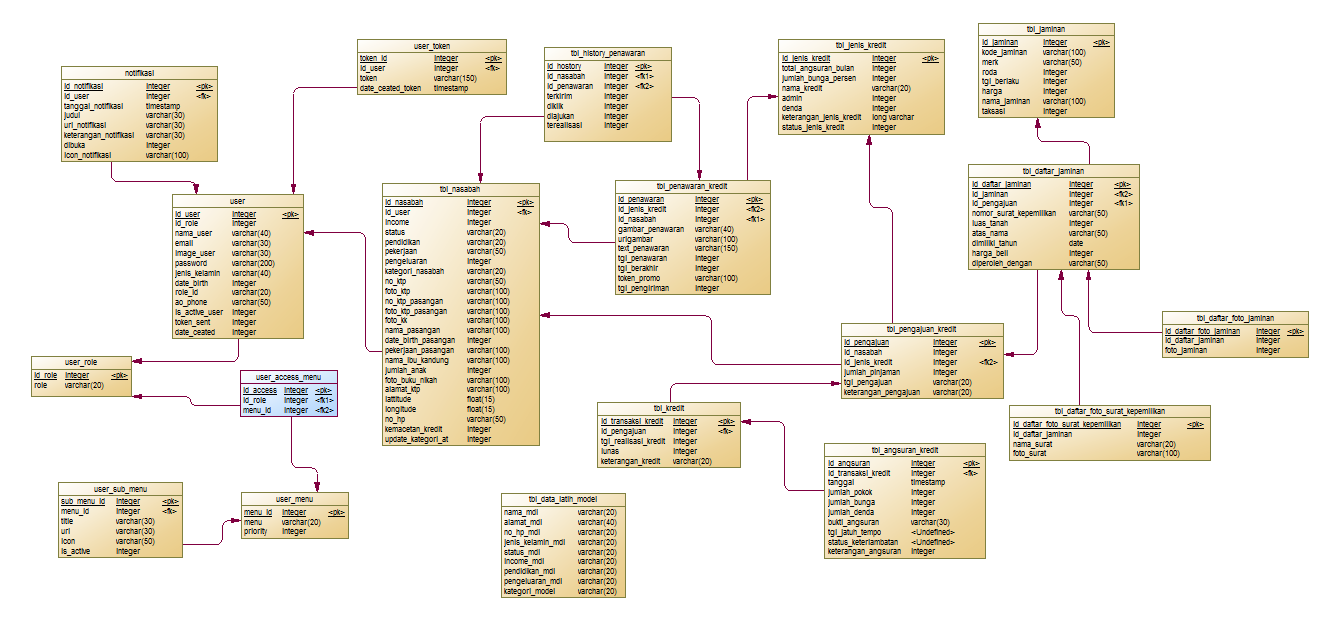 notifikasi
id_notifikasi Integer <pk>
id_user Integer <fk>
tanggal_notifikasi timestamp
judul varchar(30)
url_notifikasi varchar(30)
keterangan_notifikasi varchar(30)
dibuka Integer
icon_notifikasi varchar(100)
user_token
token_id Integer <pk>
id_user Integer <fk>
token varchar(150)
date_ceated_token timestamp
tbl_history_penawaran
id_hostory Integer <pk>
id_nasabah Integer <fk1>
id_penawaran Integer <fk2>
terkirim Integer
diklik Integer
diajukan Integer
terealisasi Integer
tbl_jenis_kredit
id_jenis_kredit Integer <pk>
total_angsuran_bulan Integer
jumlah_bunga_persen Integer
nama_kredit varchar(20)
admin Integer
denda Integer
keterangan_jenis_kredit long varchar
status_jenis_kredit Integer
tbl_jaminan
id_jaminan Integer <pk>
kode_jaminan varchar(100)
merk varchar(50)
roda Integer
tgl_berlaku Integer
harga Integer
nama_jaminan varchar(100)
taksasi Integer
user
id_user Integer <pk>
id_role Integer
nama_user varchar(40)
email varchar(30)
image_user varchar(30)
password varchar(200)
jenis_kelamin varchar(40)
date_birth Integer
role_id varchar(20)
ao_phone varchar(50)
is_active_user Integer
token_sent Integer
date_ceated Integer
tbl_nasabah
id_nasabah Integer <pk>
id_user Integer <fk>
income Integer
status varchar(20)
pendidikan varchar(20)
pekerjaan varchar(50)
pengeluaran Integer
kategori_nasabah varchar(20)
no_ktp varchar(50)
foto_ktp varchar(100)
no_ktp_pasangan varchar(100)
foto_ktp_pasangan varchar(100)
foto_kk varchar(100)
nama_pasangan varchar(100)
date_birth_pasangan Integer
pekerjaan_pasangan varchar(100)
nama_ibu_kandung varchar(100)
jumlah_anak Integer
foto_buku_nikah varchar(100)
alamat_ktp varchar(100)
lattitude float(15)
longitude float(15)
no_hp varchar(50)
kemacetan_kredit Integer
update_kategori_at Integer
tbl_penawaran_kredit
id_penawaran Integer <pk>
id_jenis_kredit Integer <fk2>
id_nasabah Integer <fk1>
gambar_penawaran varchar(40)
urlgambar varchar(100)
text_penawaran varchar(150)
tgl_penawaran Integer
tgl_berakhir Integer
token_promo varchar(100)
tgl_pengiriman Integer
tbl_daftar_jaminan
id_daftar_jaminan Integer <pk>
id_jaminan Integer <fk2>
id_pengajuan Integer <fk1>
nomor_surat_kepemilikan varchar(50)
luas_tanah Integer
atas_nama varchar(50)
dimiliki_tahun date
harga_beli Integer
diperoleh_dengan varchar(50)
tbl_daftar_foto_jaminan
id_daftar_foto_jaminan Integer <pk>
id_daftar_jaminan Integer
foto_jaminan Integer
tbl_pengajuan_kredit
id_pengajuan Integer <pk>
id_nasabah Integer
id_jenis_kredit Integer <fk2>
jumlah_pinjaman Integer
tgl_pengajuan varchar(20)
keterangan_pengajuan varchar(20)
user_role
id_role Integer <pk>
role varchar(20)
user_access_menu
id_access Integer <pk>
id_role Integer <fk1>
menu_id Integer <fk2>
tbl_kredit
id_transaksi_kredit Integer <pk>
id_pengajuan Integer <fk>
tgl_realisasi_kredit Integer
lunas Integer
keterangan_kredit varchar(20)
tbl_daftar_foto_surat_kepemilikan
id_daftar_foto_surat_kepemilikan Integer <pk>
id_daftar_jaminan Integer
nama_surat varchar(20)
foto_surat varchar(100)
tbl_angsuran_kredit
id_angsuran Integer <pk>
id_transaksi_kredit Integer <fk>
tanggal timestamp
jumlah_pokok Integer
jumlah_bunga Integer
jumlah_denda Integer
bukti_angsuran varchar(30)
tgl_jatuh_tempo <Undefined>
status_keterlambatan <Undefined>
keterangan_angsuran Integer
user_sub_menu
sub_menu_id Integer <pk>
menu_id Integer <fk>
title varchar(30)
url varchar(30)
icon varchar(50)
is_active Integer
user_menu
menu_id Integer <pk>
menu varchar(20)
priority Integer
tbl_data_latih_model
nama_mdl varchar(20)
alamat_mdl varchar(40)
no_hp_mdl varchar(20)
jenis_kelamin_mdl varchar(20)
status_mdl varchar(20)
income_mdl varchar(20)
pendidikan_mdl varchar(20)
pengeluaran_mdl varchar(20)
kategori_model varchar(20)